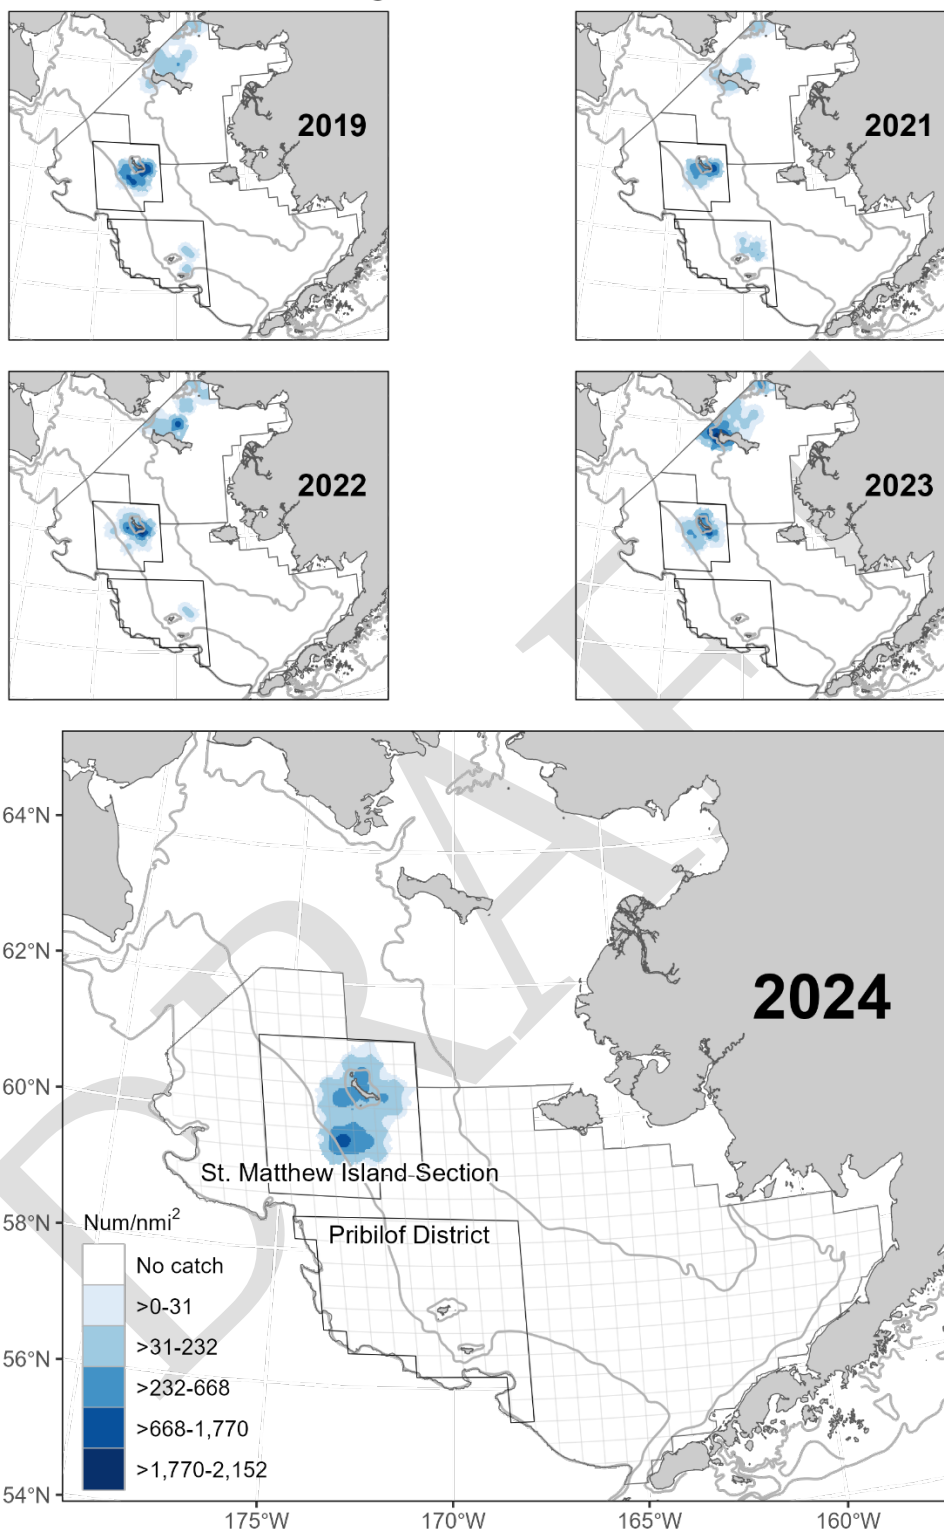 2019
2021
2022
2023
2024
64°N
62°N
60°N
58°N
56°N
54°N
St. Matthew Island Section
Pribilof District
Num/nmi²
No catch
>0-31
>31-232
>232-668
>668-1,770
>1,770-2,152
175°W
170°W
165°W
160°W
DRAFT